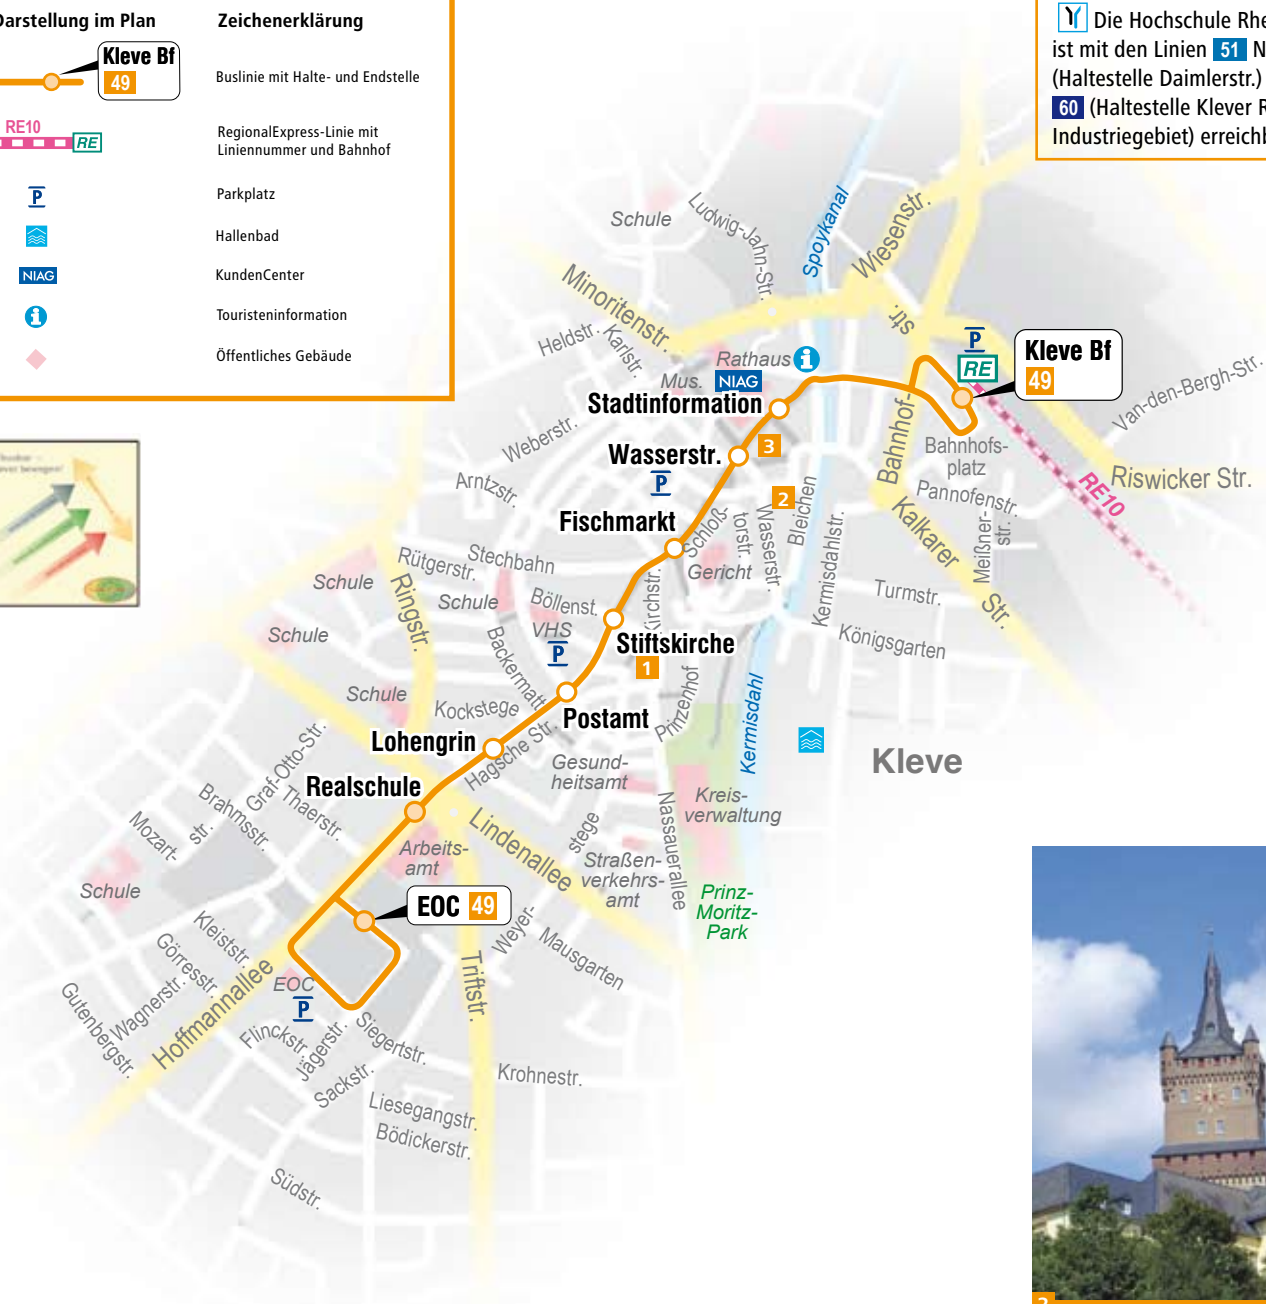 Darstellung im Plan
Zeichenerklärung
Kleve Bf
49
Buslinie mit Halte- und Endstelle
RE10
RE
RegionalExpress-Linie mit
Liniennummer und Bahnhof
P
Parkplatz
Hallenbad
NIAG
KundenCenter
i
Touristeninformation
Öffentliches Gebäude
Die Hochschule Rhe
ist mit den Linien 51 N
(Haltestelle Daimlerstr.)
60 (Haltestelle Klever R
Industriegebiet) erreichb
Schule
Ludwig-Jahn-Str.
Spoykanal
Wiesenstr.
Minoritenstr.
Heldstr.
Karlstr.
Rathaus
i
Mus.
NIAG
Stadtinformation
str.
P
RE
Kleve Bf
49
Van-den-Bergh-Str.
Weberstr.
Wasserstr.
3
P
Bahnhof-
Bahnhofs-
platz
Riswicker Str.
RE10
Arntzstr.
2
Pannofenstr.
Fischmarkt
Schloß-
torstr.
Wasserstr.
Bleichen
Kermisdahlstr.
Kalkarer
Str.
Meißner-
str.
Rütgerstr.
Stechbahn
Gericht
Schule
Ringstr.
Schule
Böllenst.
Kirchstr.
Turmstr.
Schule
VHS
P
Backermatt
Stiftskirche
1
Königsgarten
Schule
Kockstege
Postamt
Prinzenhof
Kermisdahl
Lohengrin
Hagsche Str.
Gesund-
heitsamt
Kleve
Graf-Otto-Str.
Realschule
Thaerstr.
Brahmsstr.
Mozart-
str.
Lindenallee
stege
Nassauerallee
Kreis-
verwaltung
Arbeits-
amt
Straßen-
verkehrs-
amt
Schule
EOC 49
Prinz-
Moritz-
Park
Weyer-
Mausgarten
Kleiststr.
Görresstr.
Wagnerstr.
Gutenbergstr.
Hoffmannallee
EOC
P
Triftstr.
Flinckstr.
Jägerstr.
Siegertstr.
Sackstr.
Krohnestr.
Liesegangstr.
Bödickerstr.
Südstr.